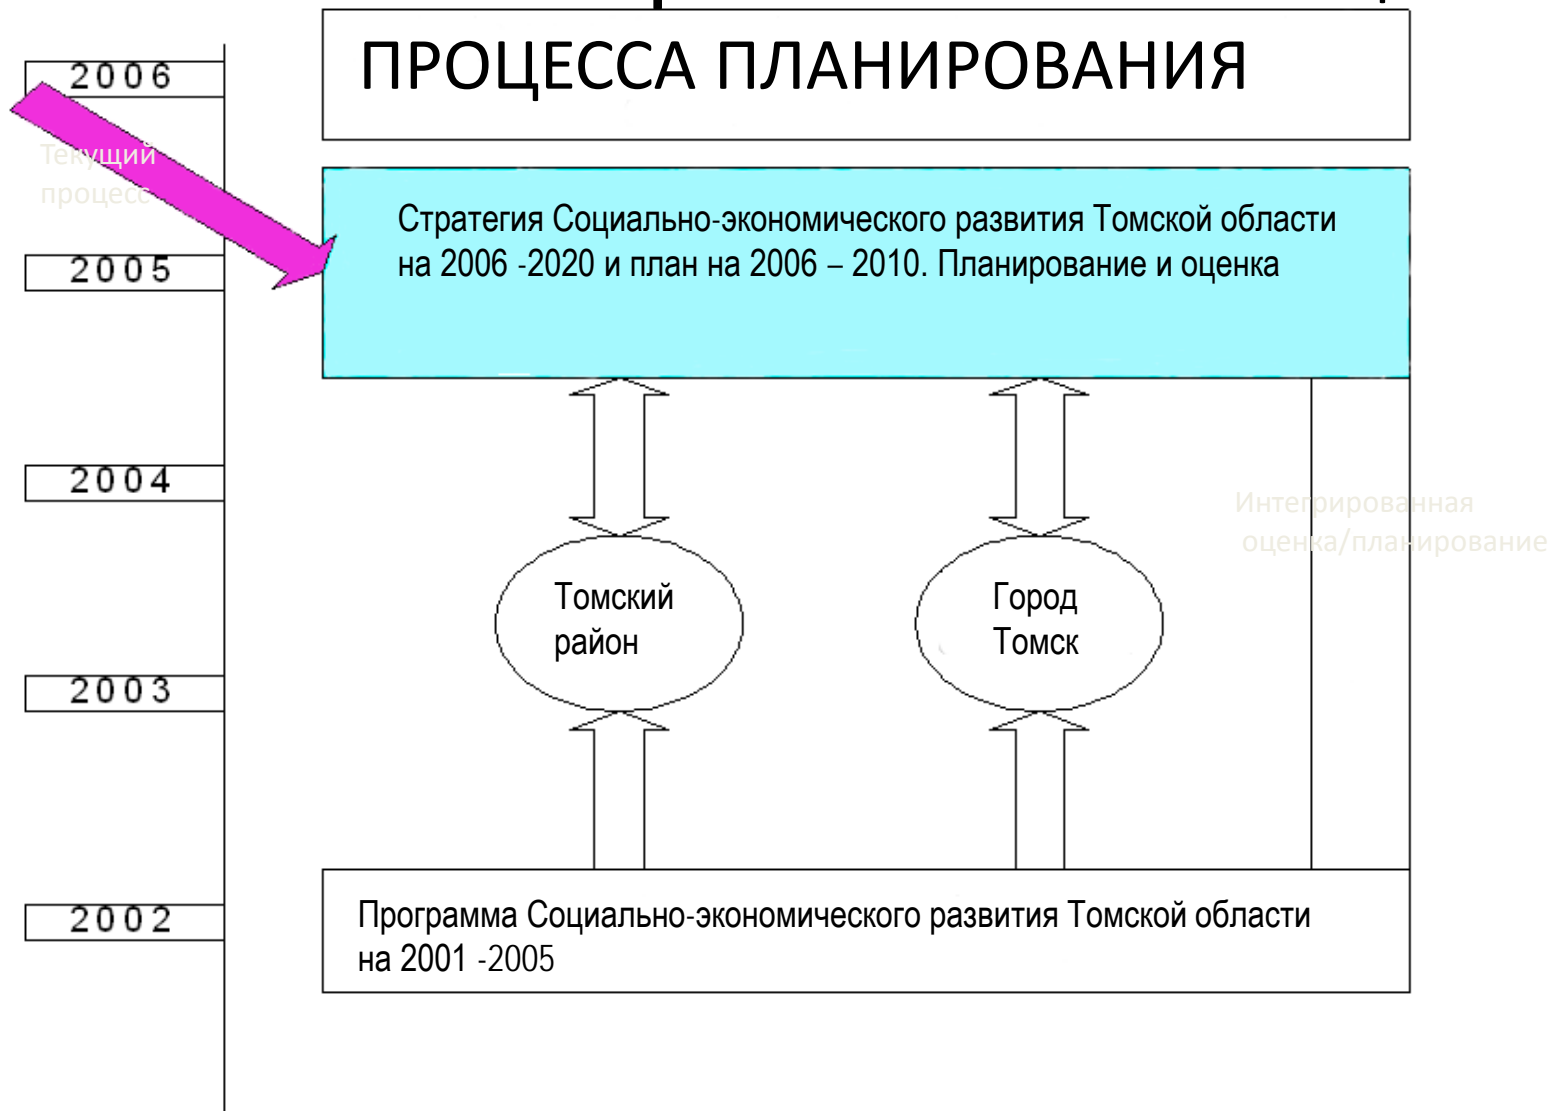 ПРОЦЕССА ПЛАНИРОВАНИЯ
2006
Текущий
процесс
Стратегия Социально-экономического развития Томской области
на 2006 -2020 и план на 2006 – 2010. Планирование и оценка
2005
2004
Интегрированная
оценка/планирование
Томский
район
Город
Томск
2003
2002
Программа Социально-экономического развития Томской области
на 2001 -2005